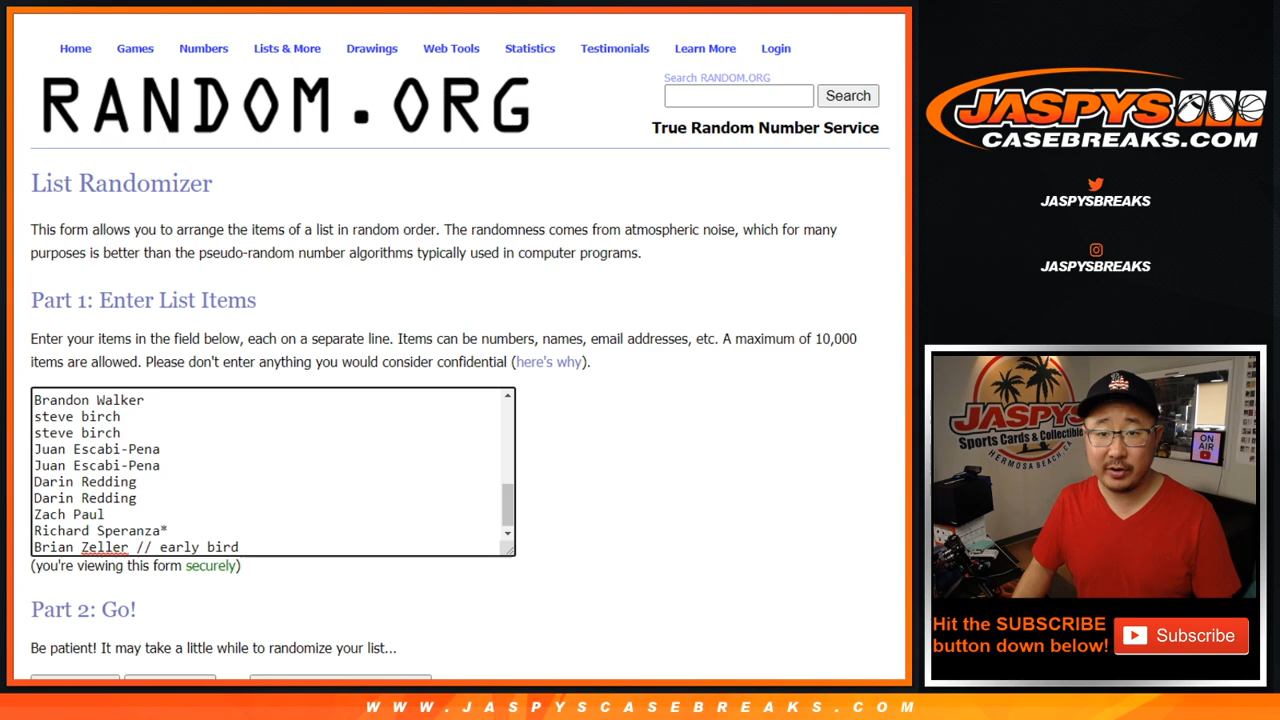 Home Games Numbers Lists & More Drawings Web Tools Statistics Testimonials Learn More Login
RANDOM.ORG
Search RANDOM.ORG
Search
True Random Number Service
List Randomizer
This form allows you to arrange the items of a list in random order. The randomness comes from atmospheric noise, which for many
purposes is better than the pseudo-random number algorithms typically used in computer programs.
Part 1: Enter List Items
Enter your items in the field below, each on a separate line. Items can be numbers, names, email addresses, etc. A maximum of 10,000
items are allowed. Please don't enter anything you would consider confidential (here's why).
Brandon Walker
steve birch
steve birch
Juan Escabi-Pena
Juan Escabi-Pena
Darin Redding
Darin Redding
Zach Paul
Richard Speranza*
Brian Zeller // early bird
(you're viewing this form securely)
Part 2: Go!
Be patient! It may take a little while to randomize your list...
JASPYS
CASEBREAKS.COM
JASPYSBREAKS
JASPYSBREAKS
JASPYS
Sports Cards & Collectibles
HERMOSA BEACH, CA
ON
AIR
Hit the SUBSCRIBE
button down below!
Subscribe
WWW.JASPYSCASEBREAKS.COM